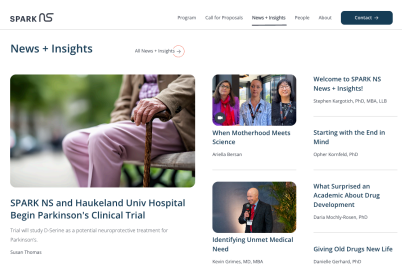 SPARK NS
Program
Call for Proposals
News + Insights
People
About
Contact →
News + Insights
All News + Insights →
SPARK NS and Haukeland Univ Hospital
Begin Parkinson's Clinical Trial
Trial will study D-Serine as a potential neuroprotective treatment for
Parkinson's.
Susan Thomas
When Motherhood Meets
Science
Anella Bersan
Identifying Unmet Medical
Need
Kevin Grimes, MD, MBA
Welcome to SPARK NS
News + Insights!
Stephen Kargotich, PhD, MBA, LLB
Starting with the End in
Mind
Opher Kornfeld, PhD
What Surprised an
Academic About Drug
Development
Daria Mochly-Rosen, PhD
Giving Old Drugs New Life
Danielle Gerhard, PhD